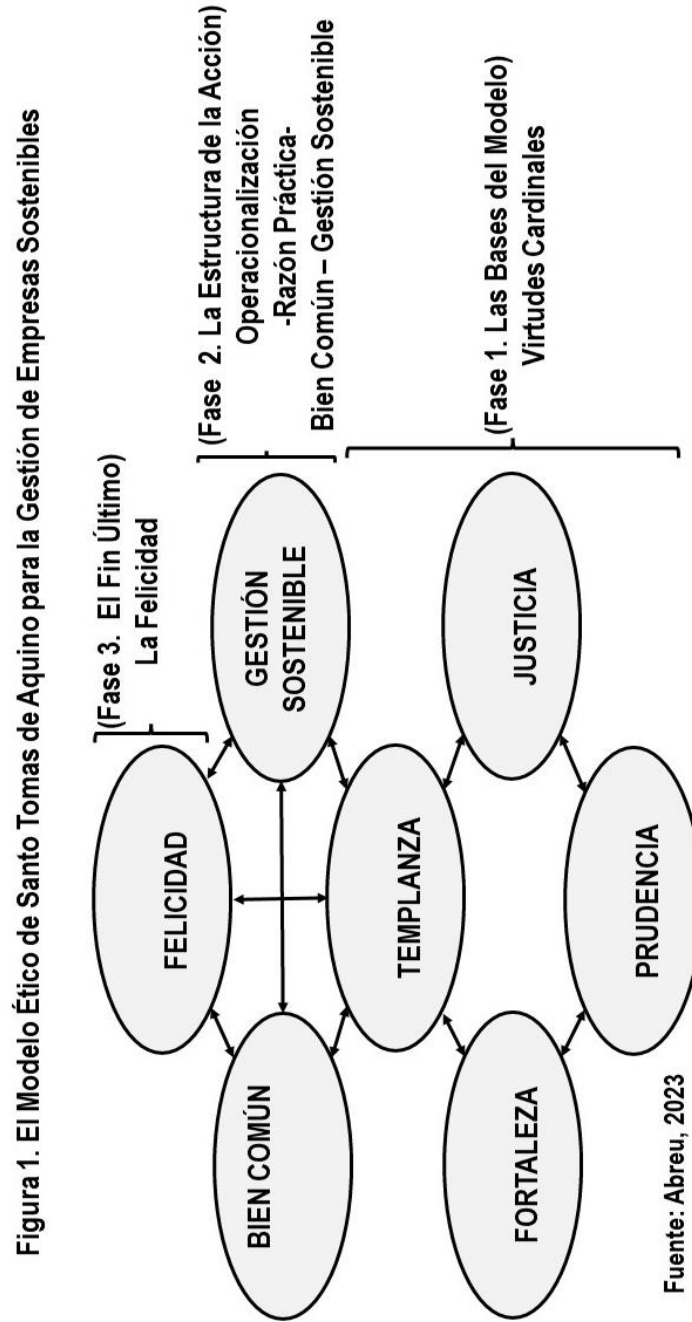 Figura 1. El Modelo Ético de Santo Tomas de Aquino para la Gestión de Empresas Sostenibles
(Fase 3. El Fin Último)
La Felicidad
FELICIDAD
(Fase 2. La Estructura de la Acción)
Operacionalización
-Razón Práctica-
Bien Común – Gestión Sostenible
BIEN COMÚN
GESTIÓN
SOSTENIBLE
TEMPLANZA
(Fase 1. Las Bases del Modelo)
Virtudes Cardinales
FORTALEZA
JUSTICIA
PRUDENCIA
Fuente: Abreu, 2023